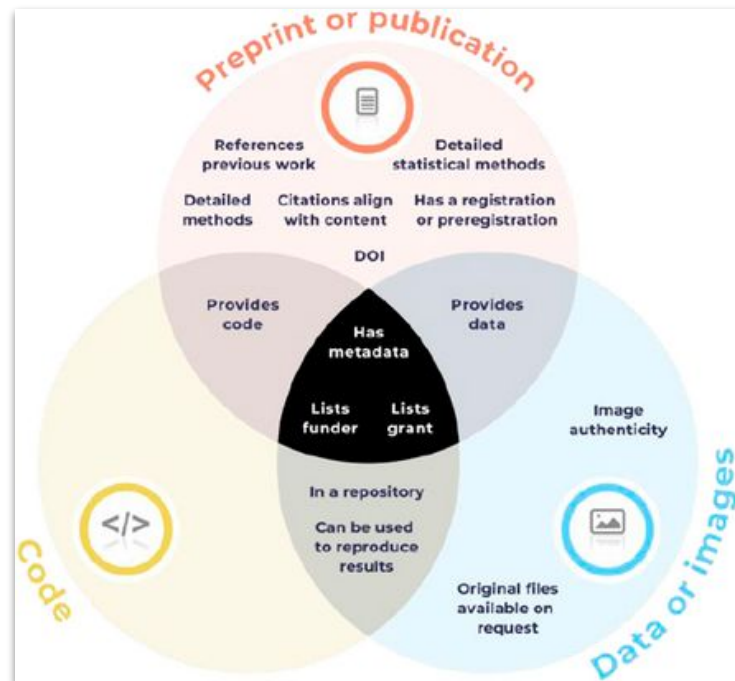 Preprint or publication
References
previous work
Detailed
statistical methods
Detailed
methods
Citations align
with content
Has a registration
or preregistration
DOI
Provides
code
Provides
data
Has
metadata
Lists
funder
Lists
grant
Image
authenticity
In a repository
Can be used
to reproduce
results
</>
Original files
available on
request
Code
Data or images